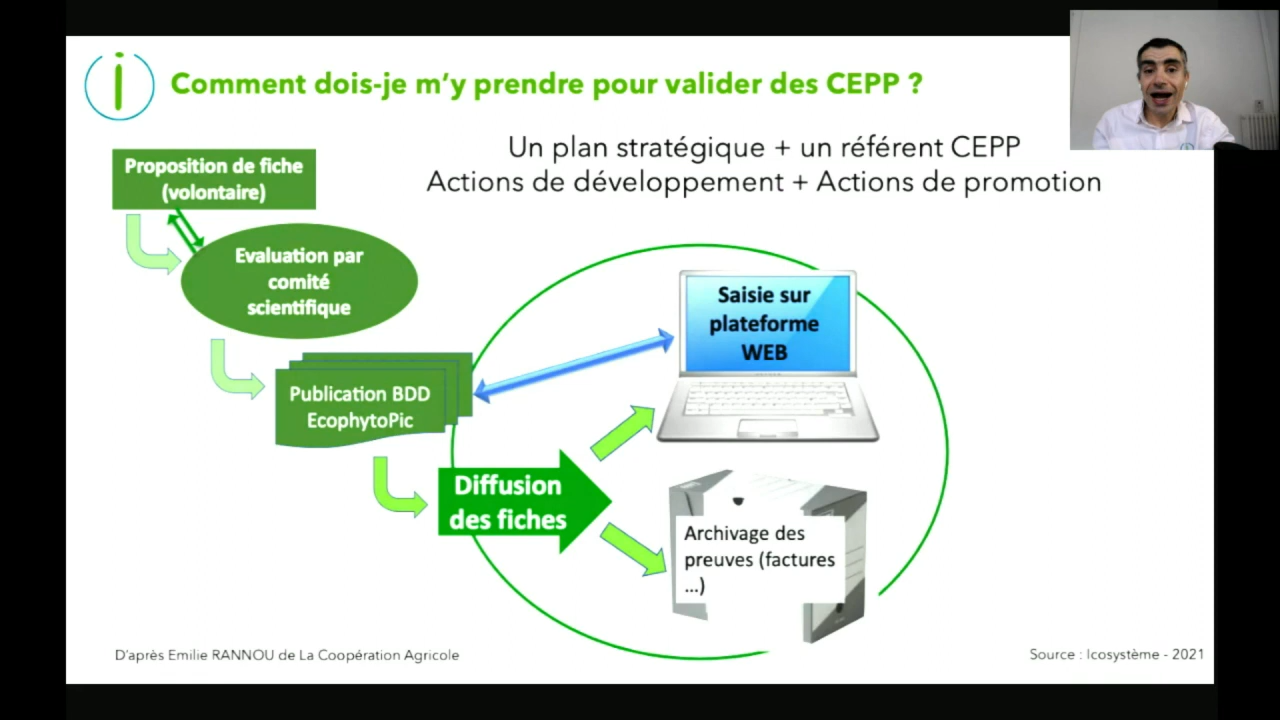 Comment dois-je m’y prendre pour valider des CEPP ?
Un plan stratégique + un référent CEPP
Actions de développement + Actions de promotion
Proposition de fiche
(volontaire)
Evaluation par
comité
scientifique
Publication BDD
EcophytoPic
Diffusion
des fiches
Saisie sur
plateforme
WEB
Archivage des
preuves (factures
...)
D’après Emilie RANNOU de La Coopération Agricole
Source : Icosystème - 2021